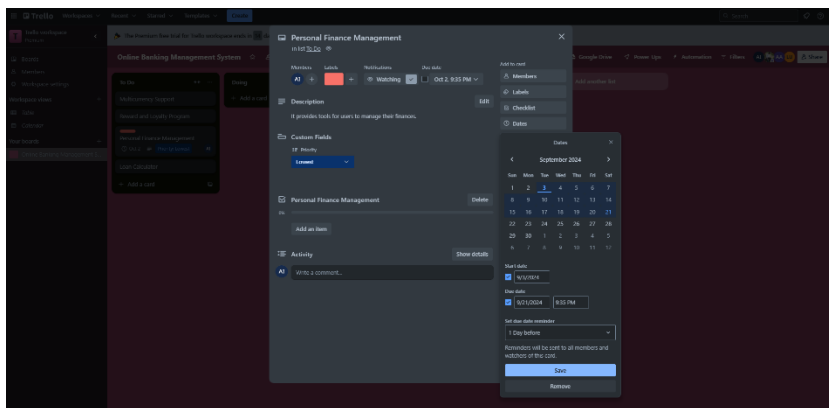 Trello
Workspaces
Recent
Starred
Templates
Create
Search
Trello workspace
Online Banking Management System
Google Drive
Power-Ups
Automation
Filters
Share
Boards
Members
Workspace settings
Workspace views
Table
Calendar
Your boards
To Do
Multicurrency Support
Reward and Loyalty Program
Personal Finance Management
Loan Calculator
+ Add a card
Doing
+ Add a card
Add another list
Personal Finance Management
in list To Do
Members
Labels
Notifications
Due date
Watching
Oct 2, 9:35 PM
Description
Edit
It provides tools for users to manage their finances.
Custom Fields
Priority
Personal Finance Management
Delete
0%
Add an item
Activity
Show details
Write a comment...
Add to card
Members
Labels
Checklist
Dates
Dates
September 2024
Sun Mon Tue Wed Thu Fri Sat
1 2 3 4 5 6 7
8 9 10 11 12 13 14
15 16 17 18 19 20 21
22 23 24 25 26 27 28
29 30 1 2 3 4 5
6 7 8 9 10 11 12
Start date
9/3/2024
Due date
9/21/2024 9:35 PM
Set due date reminder
1 Day before
Reminders will be sent to all members and
watchers of this card.
Save
Remove